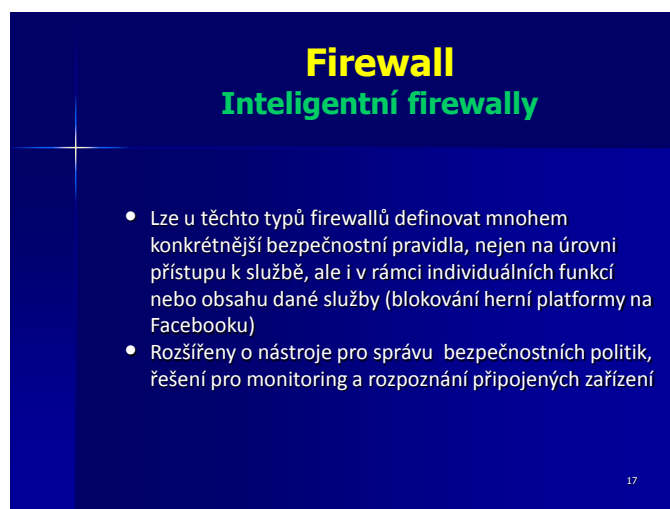 Firewall
Inteligentní firewally
• Lze u těchto typů firewallů definovat mnohem
konkrétnější bezpečnostní pravidla, nejen na úrovni
přístupu k službě, ale i v rámci individuálních funkcí
nebo obsahu dané služby (blokování herní platformy na
Facebooku)
• Rozšířeny o nástroje pro správu bezpečnostních politik,
řešení pro monitoring a rozpoznání připojených zařízení
17